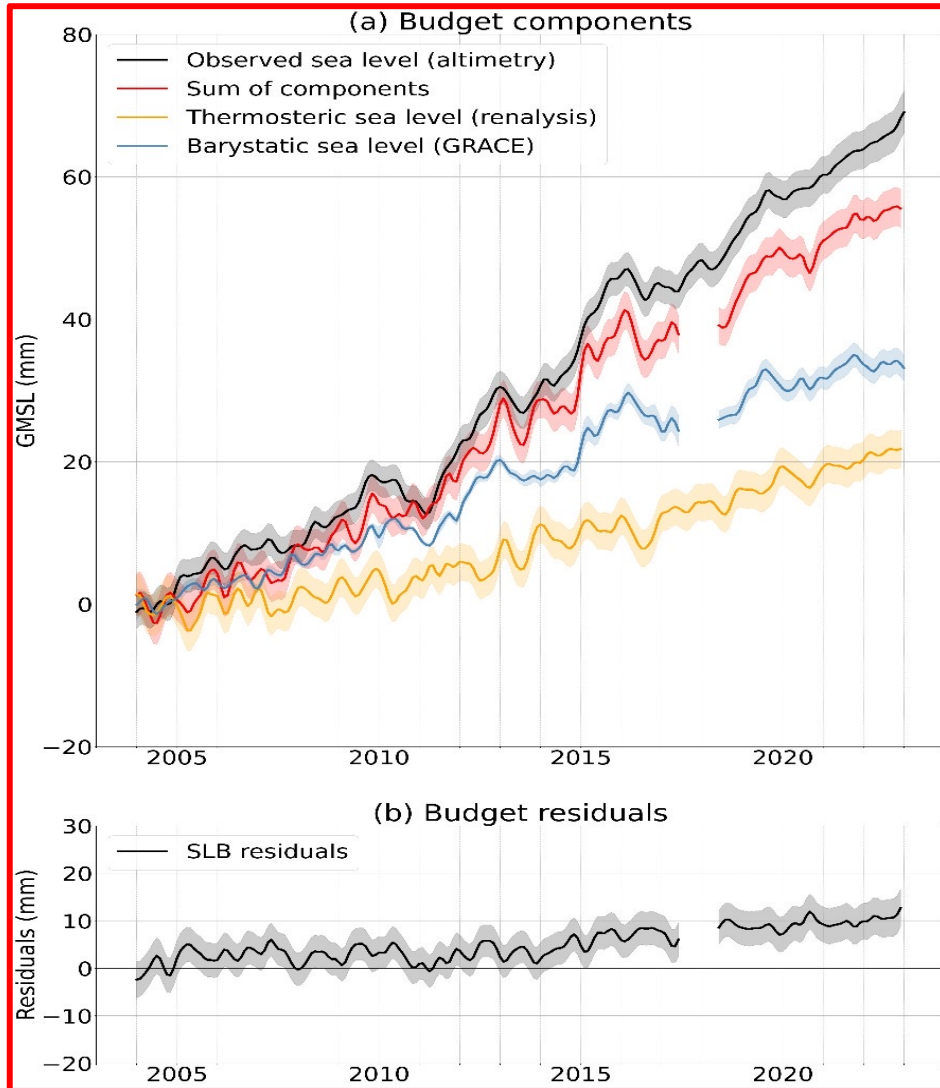 (a) Budget components
80
Observed sea level (altimetry)
Sum of components
Thermosteric sea level (renalysis)
Barystatic sea level (GRACE)
60
40
20
0
−20
GMSL (mm)
2005 2010 2015 2020
(b) Budget residuals
30
SLB residuals
20
10
0
−10
−20
Residuals (mm)
2005 2010 2015 2020